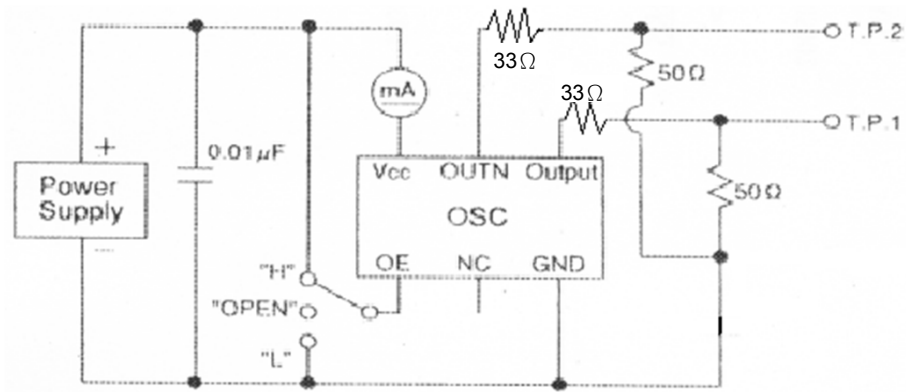 33Ω
T.P.2
50Ω
33Ω
T.P.1
mA
+
0.01µF
Power
Supply
Vcc OUTN Output
50Ω
OSC
OE NC GND
"H"
"OPEN"
"L"